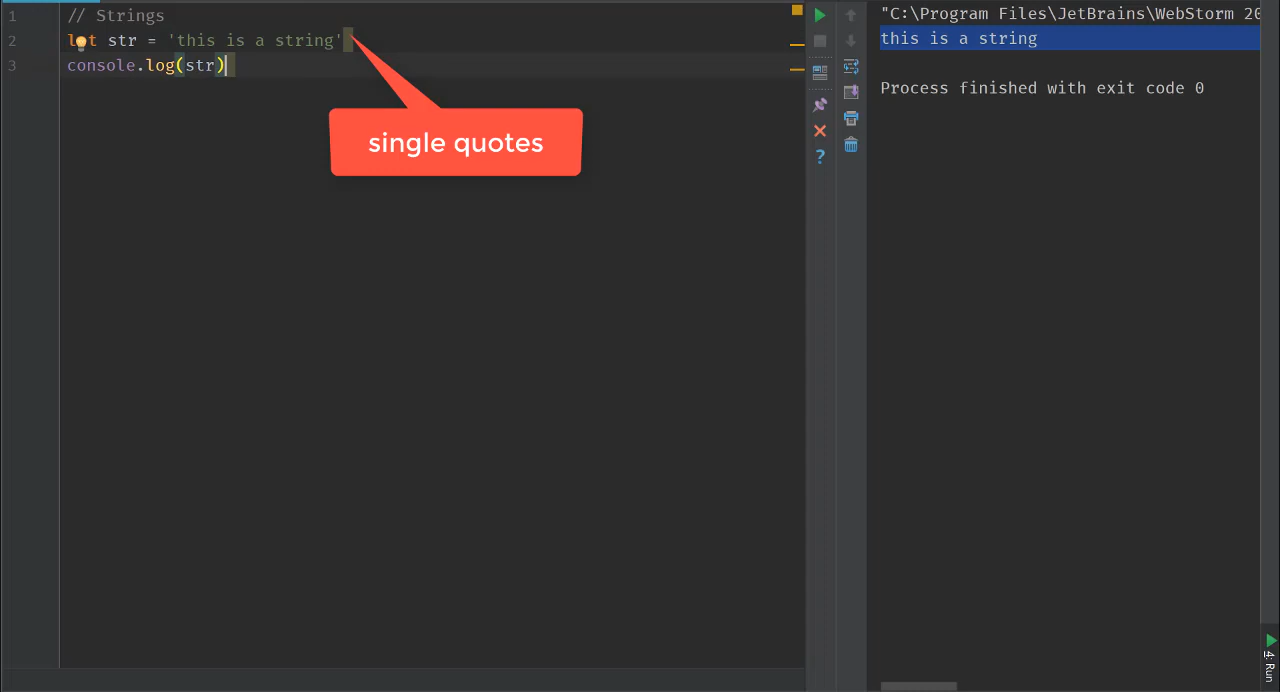 1 // Strings
2 let str = 'this is a string'
3 console.log(str)
single quotes
"C:\Program Files\JetBrains\WebStorm 20
this is a string
Process finished with exit code 0
?
4: Run